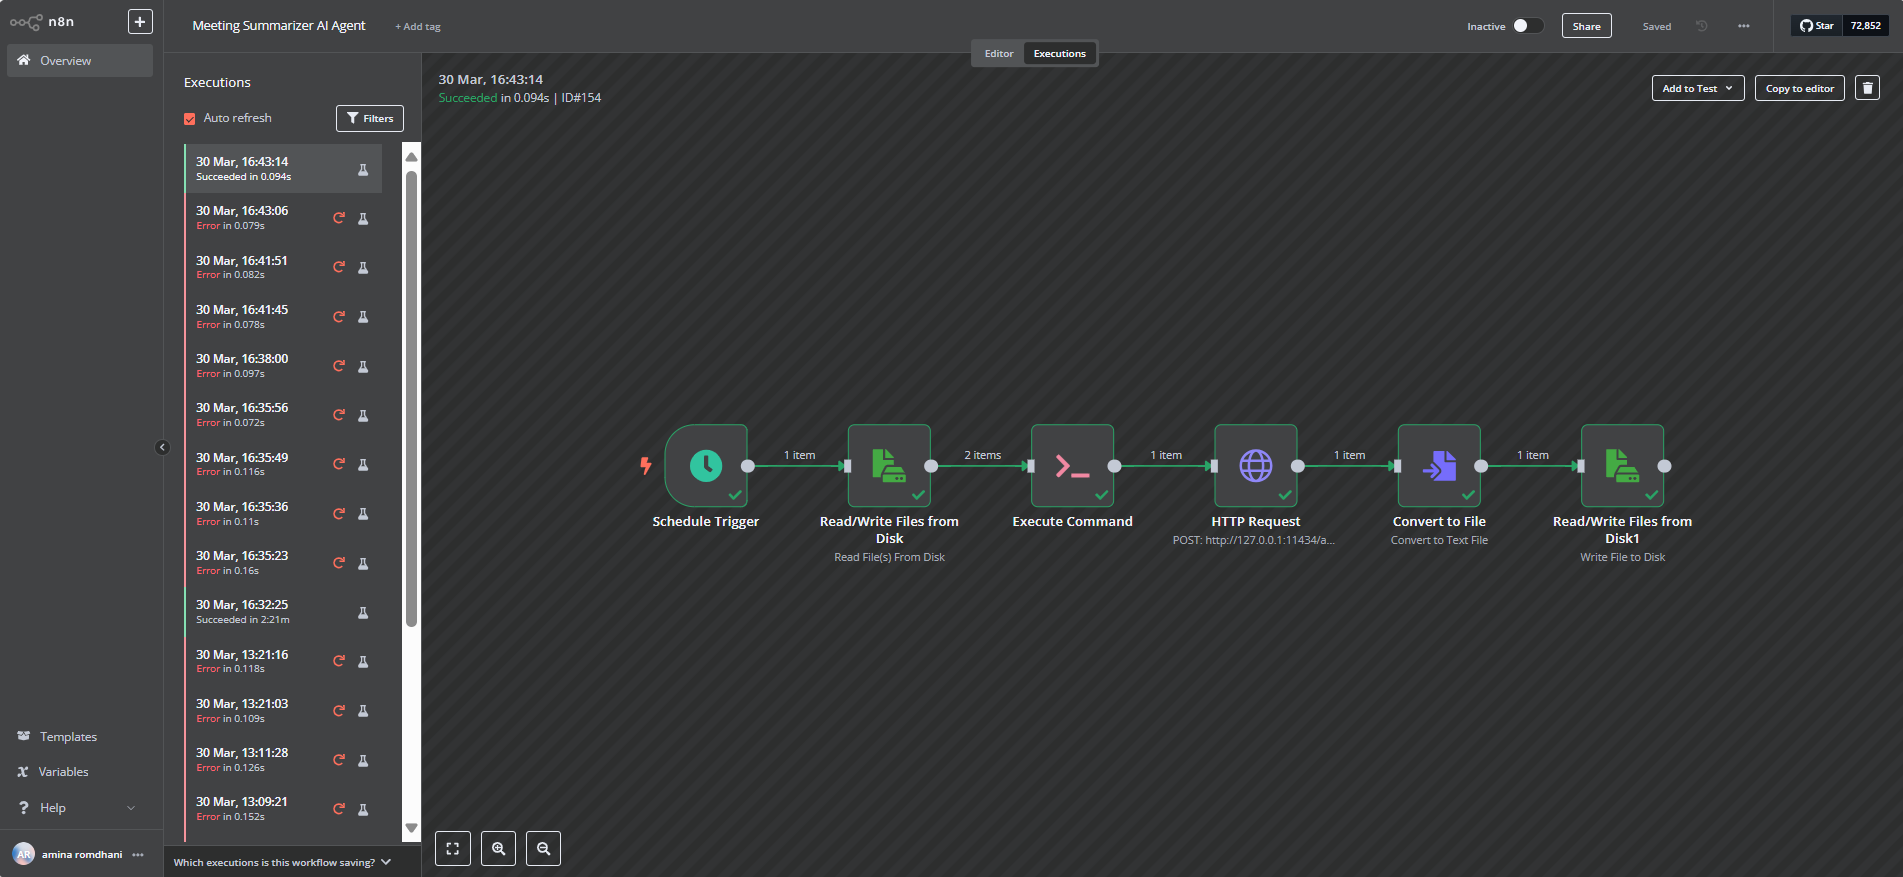 n8n
+
Overview
Templates
Variables
Help
AR
amina romdhani
Meeting Summarizer AI Agent
+ Add tag
Inactive
Share
Saved
Star
72,852
Editor
Executions
Executions
Auto refresh
Filters
30 Mar, 16:43:14
Succeeded in 0.094s
30 Mar, 16:43:06
Error in 0.079s
30 Mar, 16:41:51
Error in 0.082s
30 Mar, 16:41:45
Error in 0.078s
30 Mar, 16:38:00
Error in 0.097s
30 Mar, 16:35:56
Error in 0.072s
30 Mar, 16:35:49
Error in 0.116s
30 Mar, 16:35:36
Error in 0.11s
30 Mar, 16:35:23
Error in 0.16s
30 Mar, 16:32:25
Succeeded in 2:21m
30 Mar, 13:21:16
Error in 0.118s
30 Mar, 13:21:03
Error in 0.109s
30 Mar, 13:11:28
Error in 0.126s
30 Mar, 13:09:21
Error in 0.152s
Which executions is this workflow saving?
30 Mar, 16:43:14
Succeeded in 0.094s | ID#154
Add to Test
Copy to editor
1 item
2 items
1 item
1 item
1 item
Schedule Trigger
Read/Write Files from
Disk
Read File(s) From Disk
Execute Command
HTTP Request
POST: http://127.0.0.1:11434/a...
Convert to File
Convert to Text File
Read/Write Files from
Disk1
Write File to Disk